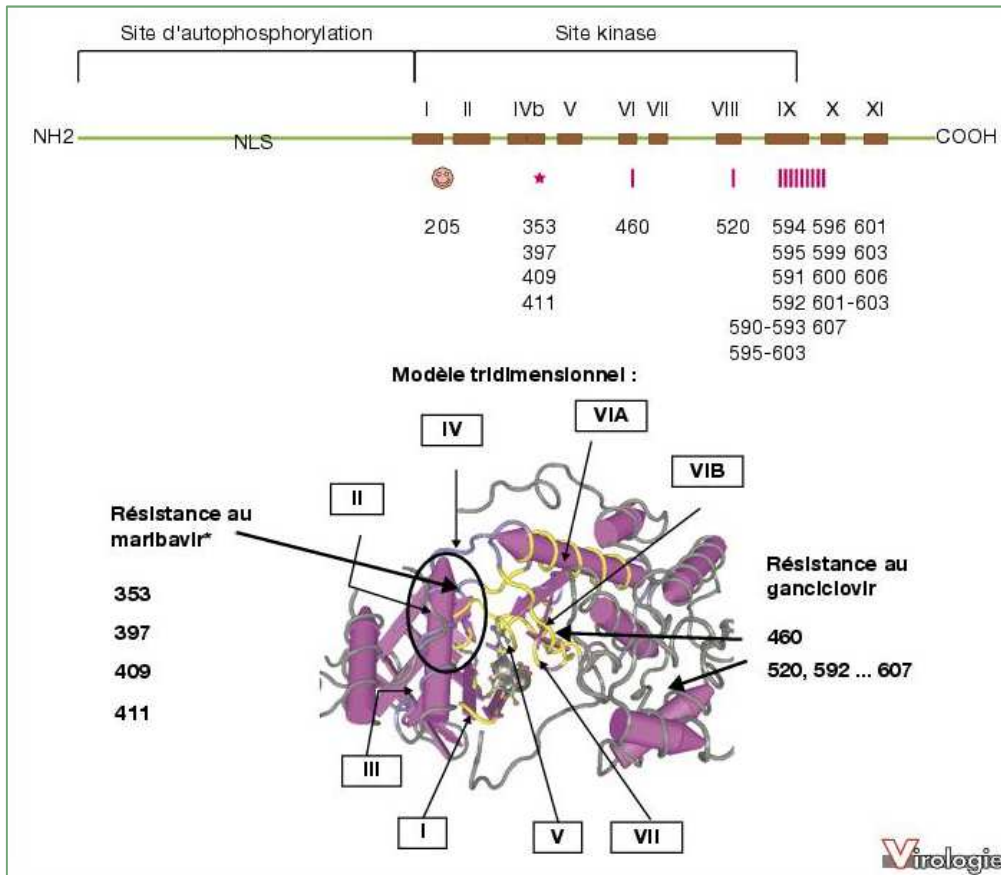 Site d'autophosphorylation Site kinase
I II IVb V VI VII VIII IX X XI
NH2 NLS COOH
205 353 460 520 594 596 601
397 595 599 603
409 591 600 606
411 592 601-603
590-593 607
595-603
Modèle tridimensionnel :
IV VIA
VIB
II
Résistance au
maribavir*
353
397
409
411
Résistance au
ganciclovir
460
520, 592 ... 607
III
I V VII
Virologie